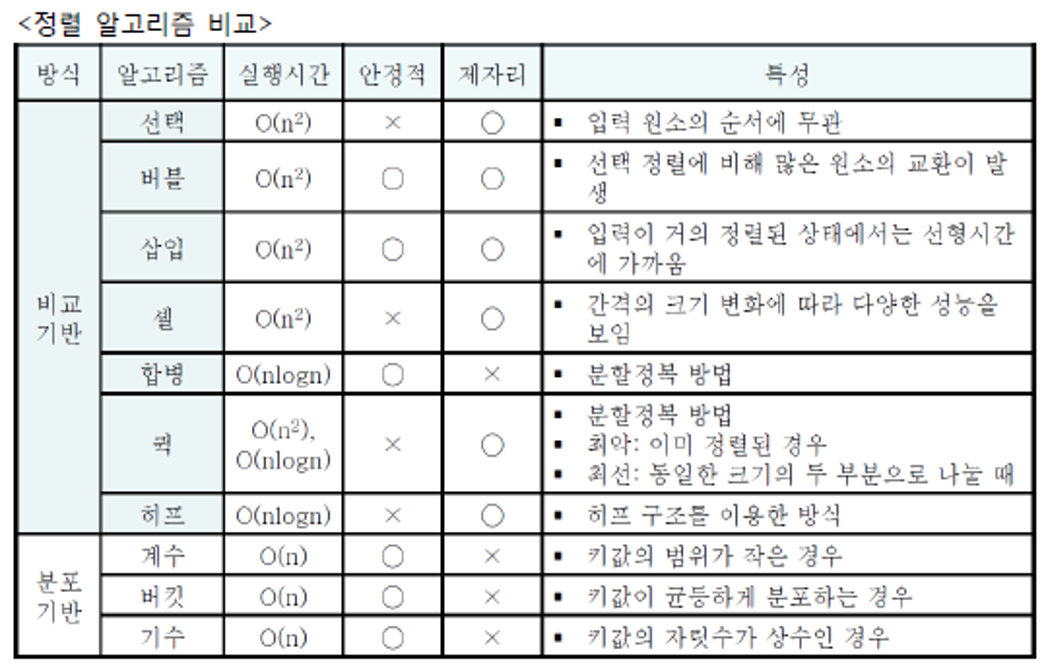 <정렬 알고리즘 비교>
방식 알고리즘 실행시간 안정적 제자리 특성
비교
기반
선택 O(n²) × ○ ▪ 입력 원소의 순서에 무관
버블 O(n²) ○ ○ ▪ 선택 정렬에 비해 많은 원소의 교환이 발
생
삽입 O(n²) ○ ○ ▪ 입력이 거의 정렬된 상태에서는 선형시간
에 가까움
셸 O(n²) × ○ ▪ 간격의 크기 변화에 따라 다양한 성능을
보임
합병 O(nlogn) ○ × ▪ 분할정복 방법
퀵 O(n²),
O(nlogn) × ○ ▪ 분할정복 방법
▪ 최악: 이미 정렬된 경우
▪ 최선: 동일한 크기의 두 부분으로 나눌 때
히프 O(nlogn) × ○ ▪ 히프 구조를 이용한 방식
분포
기반
계수 O(n) ○ × ▪ 키값의 범위가 작은 경우
버킷 O(n) ○ × ▪ 키값이 균등하게 분포하는 경우
기수 O(n) ○ × ▪ 키값의 자릿수가 상수인 경우